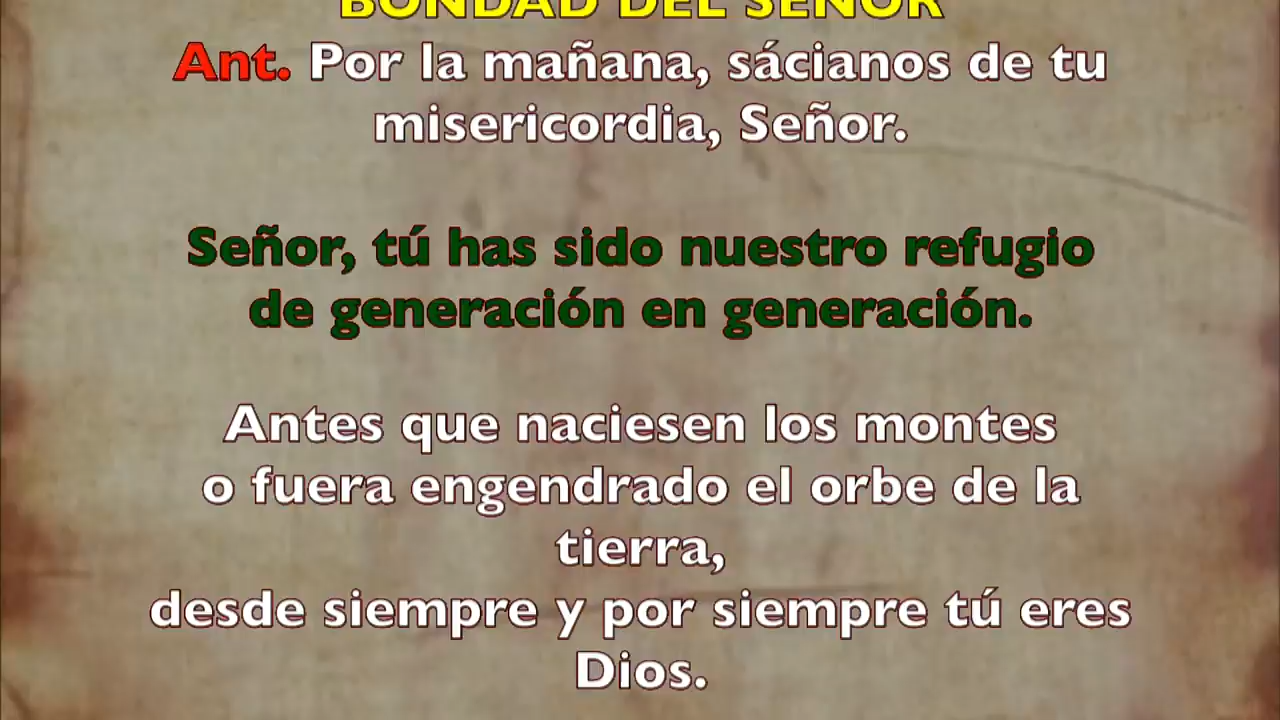 BONDAD DEL SEÑOR
Ant. Por la mañana, sácianos de tu
misericordia, Señor.
Señor, tú has sido nuestro refugio
de generación en generación.
Antes que naciesen los montes
o fuera engendrado el orbe de la
tierra,
desde siempre y por siempre tú eres
Dios.